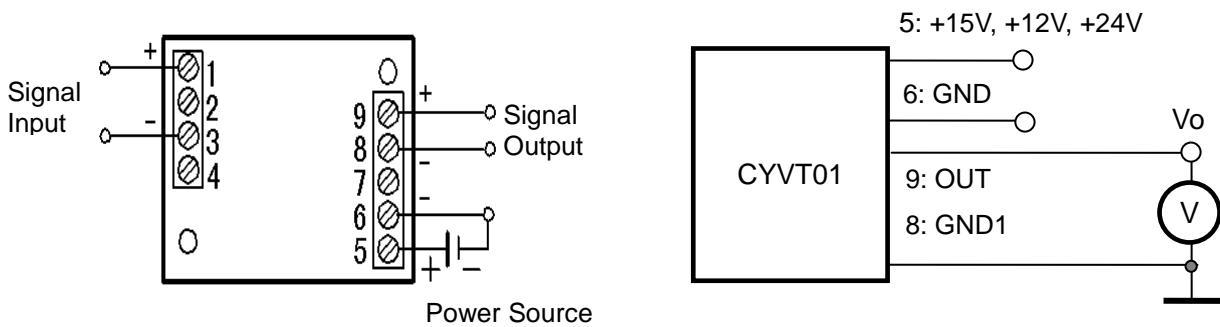 +
1
2
3
4
-
Signal
Input
9
8
7
6
5
+
-
-
+
-
Signal
Output
Power Source
5: +15V, +12V, +24V
6: GND
Vo
CYVT01
9: OUT
8: GND1
V